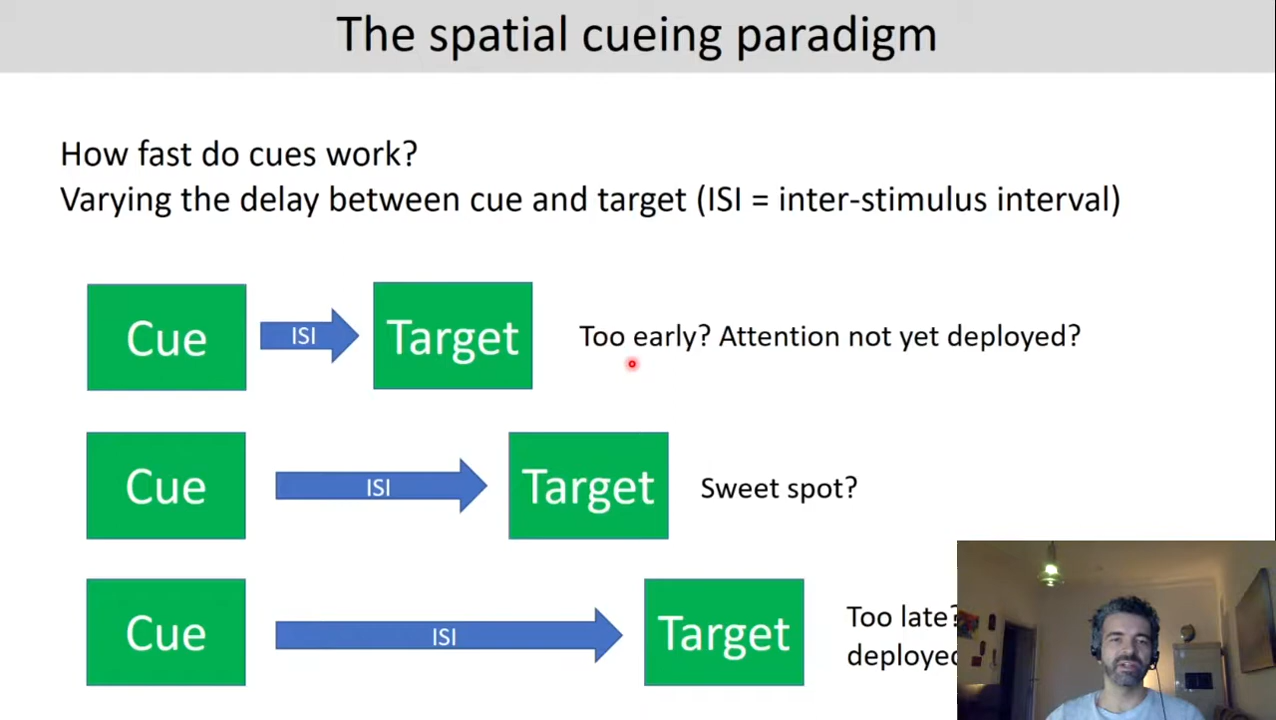 The spatial cueing paradigm
How fast do cues work?
Varying the delay between cue and target (ISI = inter-stimulus interval)
Cue
ISI
Target
Too early? Attention not yet deployed?
Cue
ISI
Target
Sweet spot?
Cue
ISI
Target
Too late?
deployed